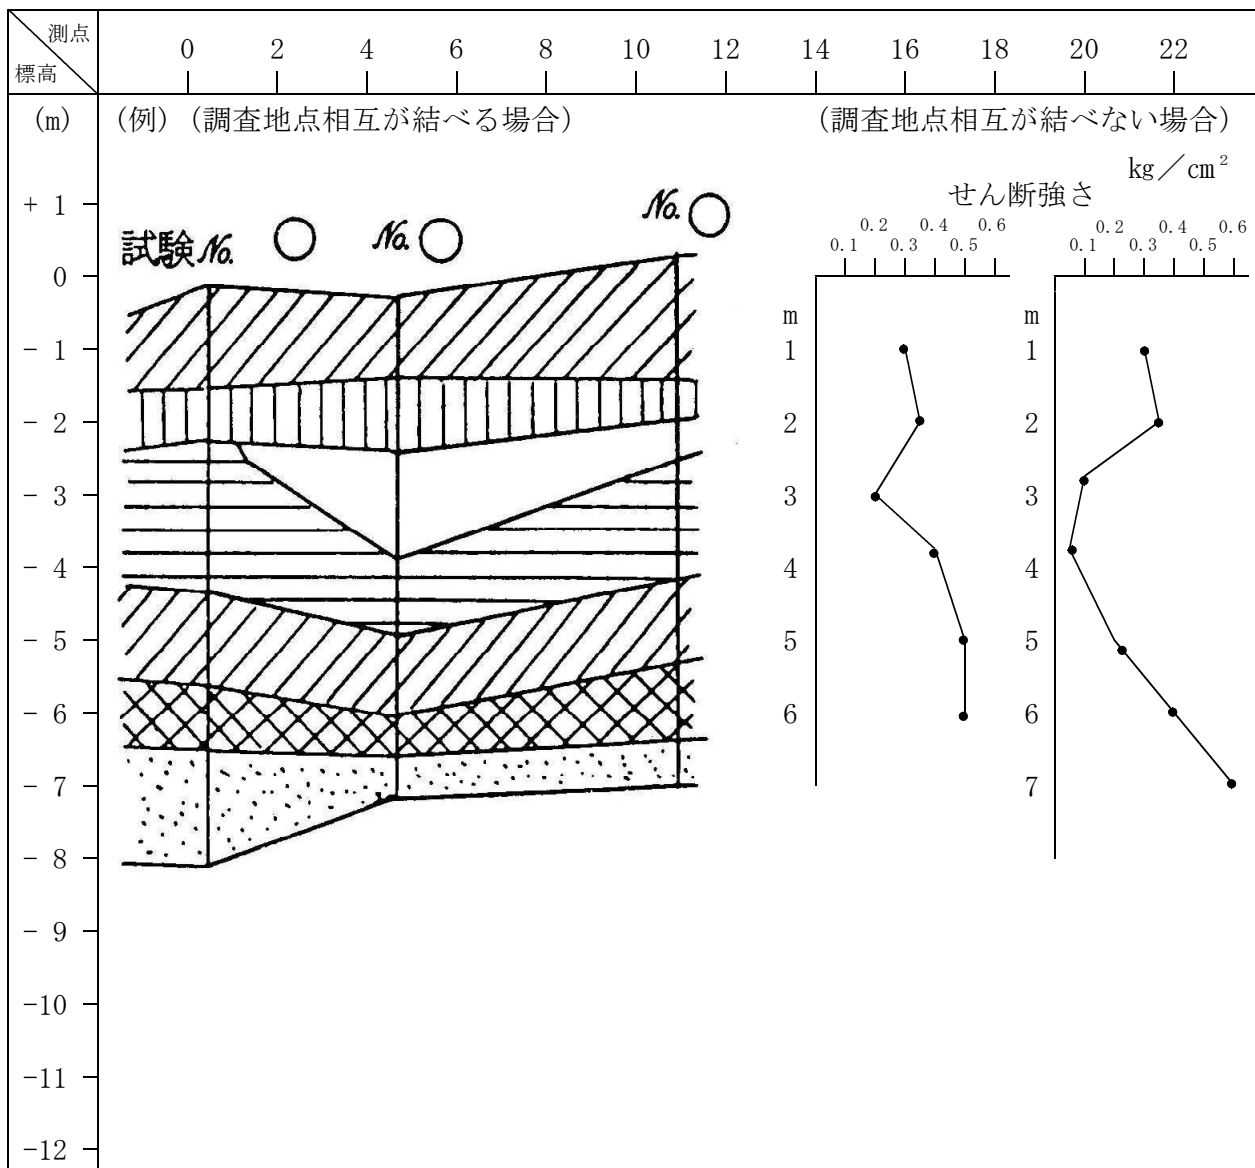 測点
標高
0 2 4 6 8 10 12 14 16 18 20 22
(m) (例) (調査地点相互が結べる場合) (調査地点相互が結べない場合)
kg/cm²
せん断強さ
+ 1
試験 No. ○ No. ○ No. ○
0.2 0.4 0.6 0.2 0.4 0.6
0.1 0.3 0.5 0.1 0.3 0.5
0
m m
- 1 1 1
- 2 2 2
- 3 3 3
- 4 4 4
- 5 5 5
- 6 6 6
- 7 7
- 8
- 9
-10
-11
-12